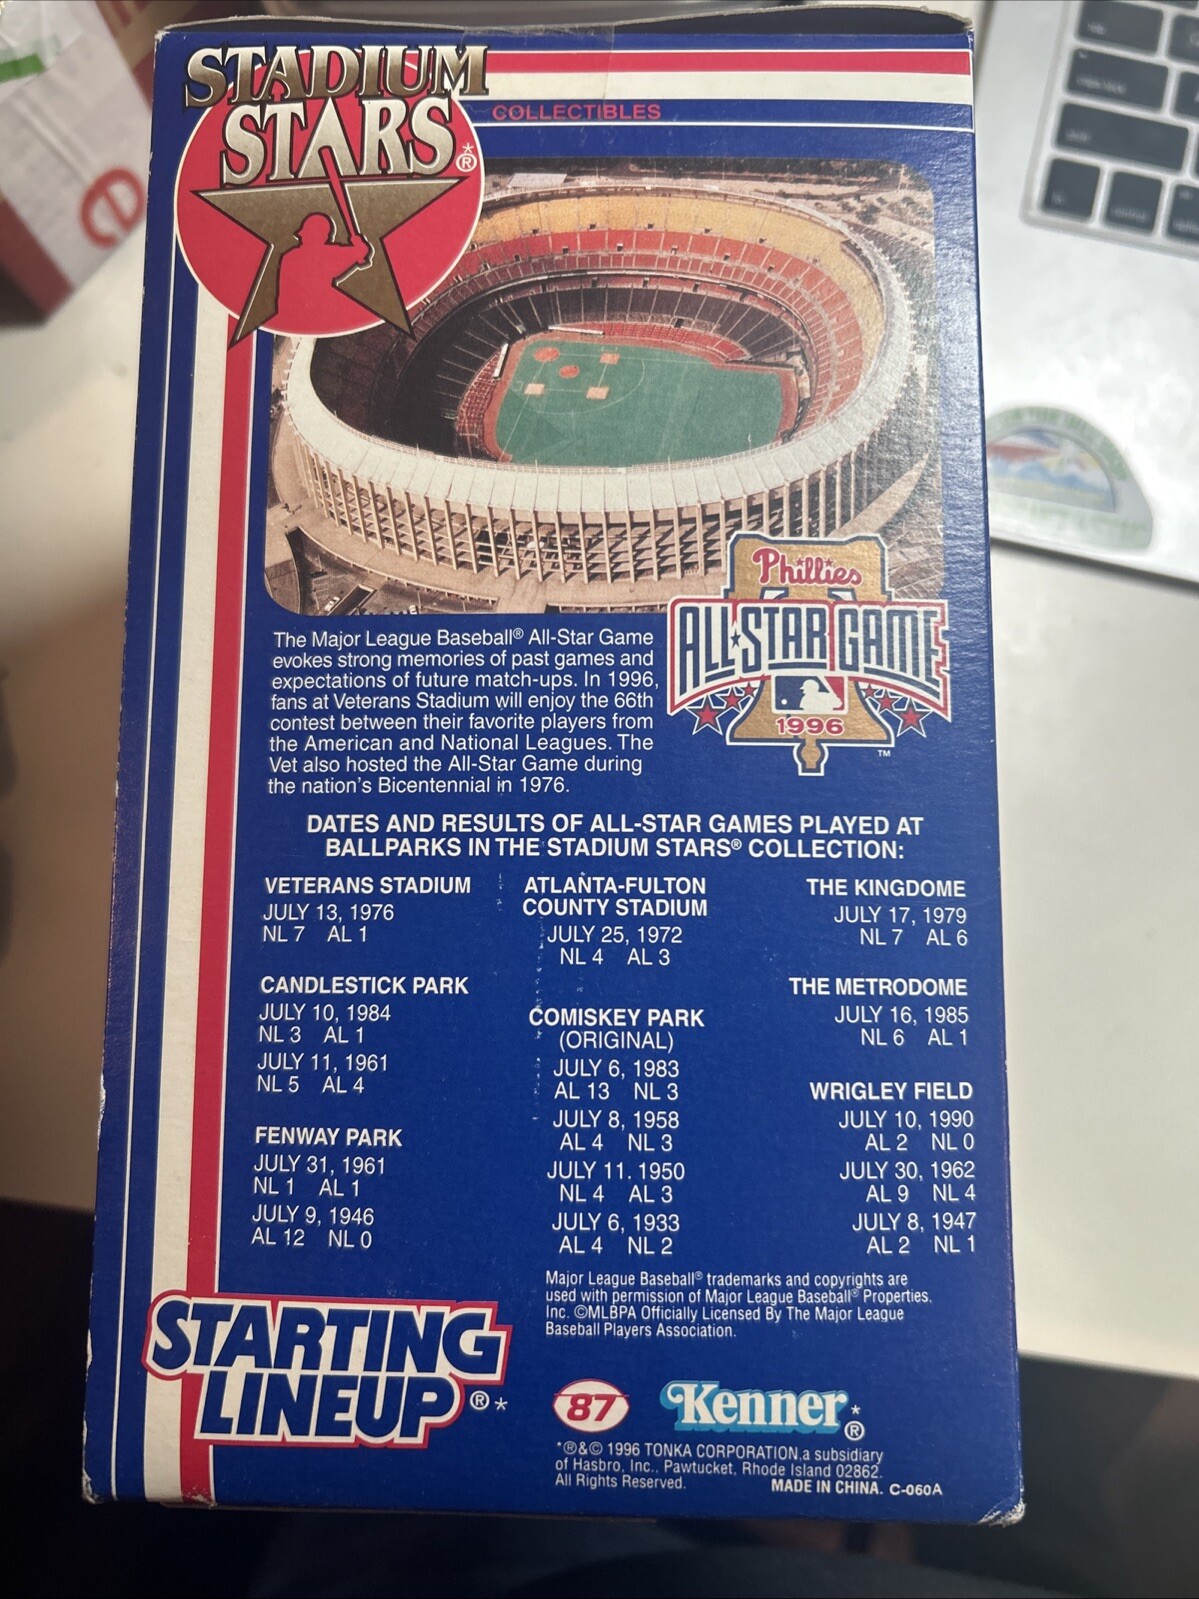 STADIUM
STARS®*
COLLECTIBLES
Phillies
ALL★STAR GAME
1996
™
The Major League Baseball® All-Star Game
evokes strong memories of past games and
expectations of future match-ups. In 1996,
fans at Veterans Stadium will enjoy the 66th
contest between their favorite players from
the American and National Leagues. The
Vet also hosted the All-Star Game during
the nation's Bicentennial in 1976.
DATES AND RESULTS OF ALL-STAR GAMES PLAYED AT
BALLPARKS IN THE STADIUM STARS® COLLECTION:
VETERANS STADIUM
JULY 13, 1976
NL 7 AL 1
CANDLESTICK PARK
JULY 10, 1984
NL 3 AL 1
JULY 11, 1961
NL 5 AL 4
FENWAY PARK
JULY 31, 1961
NL 1 AL 1
JULY 9, 1946
AL 12 NL 0
ATLANTA-FULTON
COUNTY STADIUM
JULY 25, 1972
NL 4 AL 3
COMISKEY PARK
(ORIGINAL)
JULY 6, 1983
AL 13 NL 3
JULY 8, 1958
AL 4 NL 3
JULY 11. 1950
NL 4 AL 3
JULY 6, 1933
AL 4 NL 2
THE KINGDOME
JULY 17, 1979
NL 7 AL 6
THE METRODOME
JULY 16, 1985
NL 6 AL 1
WRIGLEY FIELD
JULY 10, 1990
AL 2 NL 0
JULY 30, 1962
AL 9 NL 4
JULY 8, 1947
AL 2 NL 1
Major League Baseball® trademarks and copyrights are
used with permission of Major League Baseball® Properties,
Inc. ©MLBPA Officially Licensed By The Major League
Baseball Players Association.
STARTING
LINEUP®*
87
Kenner*®
*®&© 1996 TONKA CORPORATION,a subsidiary
of Hasbro, Inc., Pawtucket, Rhode Island 02862.
All Rights Reserved.
MADE IN CHINA. C-060A